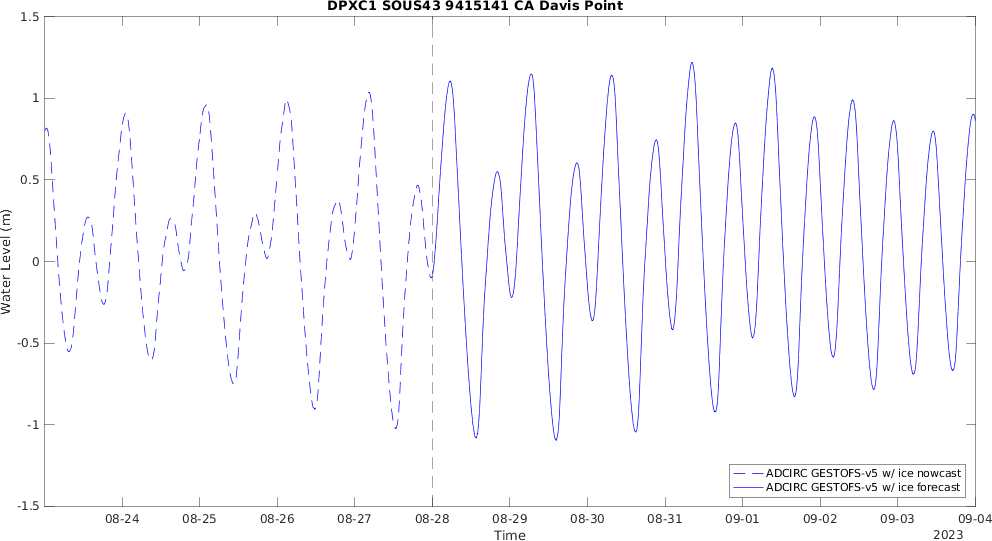 DPXC1 SOUS43 9415141 CA Davis Point
1.5
1
0.5
0
-0.5
-1
-1.5
Water Level (m)
ADCIRC GESTOFS-v5 w/ ice nowcast
ADCIRC GESTOFS-v5 w/ ice forecast
08-24 08-25 08-26 08-27 08-28 08-29 08-30 08-31 09-01 09-02 09-03 09-04
Time
2023